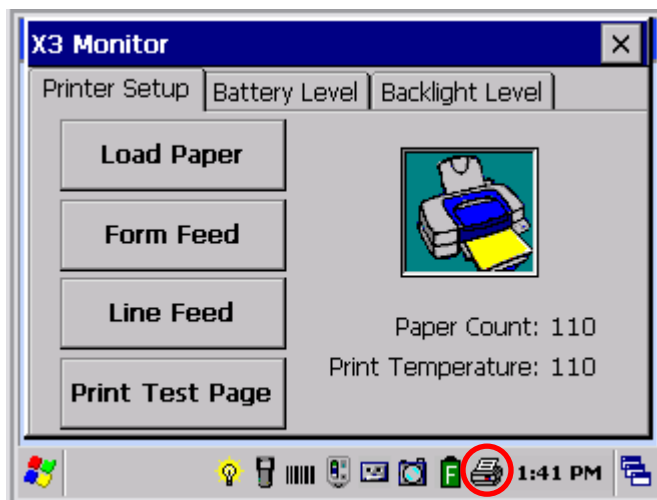 X3 Monitor
Printer Setup Battery Level Backlight Level
Load Paper
Form Feed
Line Feed
Paper Count: 110
Print Temperature: 110
Print Test Page
F 1:41 PM